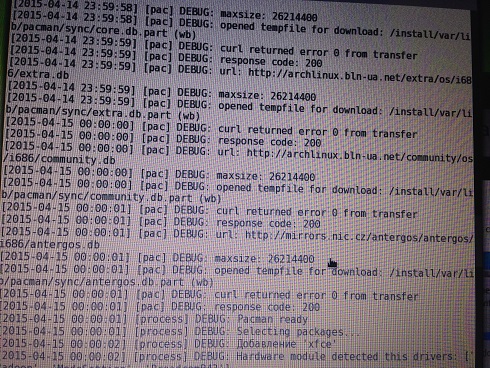 [2015-04-14 23:59:58] [pac] DEBUG: maxsize: 26214400
[2015-04-14 23:59:58] [pac] DEBUG: opened tempfile for download: /install/var/li
b/pacman/sync/core.db.part (wb)
[2015-04-14 23:59:59] [pac] DEBUG: curl returned error 0 from transfer
[2015-04-14 23:59:59] [pac] DEBUG: response code: 200
[2015-04-14 23:59:59] [pac] DEBUG: url: http://archlinux.bln-ua.net/extra/os/i68
6/extra.db
[2015-04-14 23:59:59] [pac] DEBUG: maxsize: 26214400
[2015-04-14 23:59:59] [pac] DEBUG: opened tempfile for download: /install/var/li
b/pacman/sync/extra.db.part (wb)
[2015-04-15 00:00:00] [pac] DEBUG: curl returned error 0 from transfer
[2015-04-15 00:00:00] [pac] DEBUG: response code: 200
[2015-04-15 00:00:00] [pac] DEBUG: url: http://archlinux.bln-ua.net/community/os
/i686/community.db
[2015-04-15 00:00:00] [pac] DEBUG: maxsize: 26214400
[2015-04-15 00:00:00] [pac] DEBUG: opened tempfile for download: /install/var/li
b/pacman/sync/community.db.part (wb)
[2015-04-15 00:00:01] [pac] DEBUG: curl returned error 0 from transfer
[2015-04-15 00:00:01] [pac] DEBUG: response code: 200
[2015-04-15 00:00:01] [pac] DEBUG: url: http://mirrors.nic.cz/antergos/antergos/
i686/antergos.db
[2015-04-15 00:00:01] [pac] DEBUG: maxsize: 26214400
[2015-04-15 00:00:01] [pac] DEBUG: opened tempfile for download: /install/var/li
b/pacman/sync/antergos.db.part (wb)
[2015-04-15 00:00:01] [pac] DEBUG: curl returned error 0 from transfer
[2015-04-15 00:00:01] [pac] DEBUG: response code: 200
[2015-04-15 00:00:01] [process] DEBUG: Pacman ready
[2015-04-15 00:00:01] [process] DEBUG: Selecting packages...
[2015-04-15 00:00:02] [process] DEBUG: Добавление 'xfce'
[2015-04-15 00:00:02] [process] DEBUG: Hardware module detected this drivers: ['